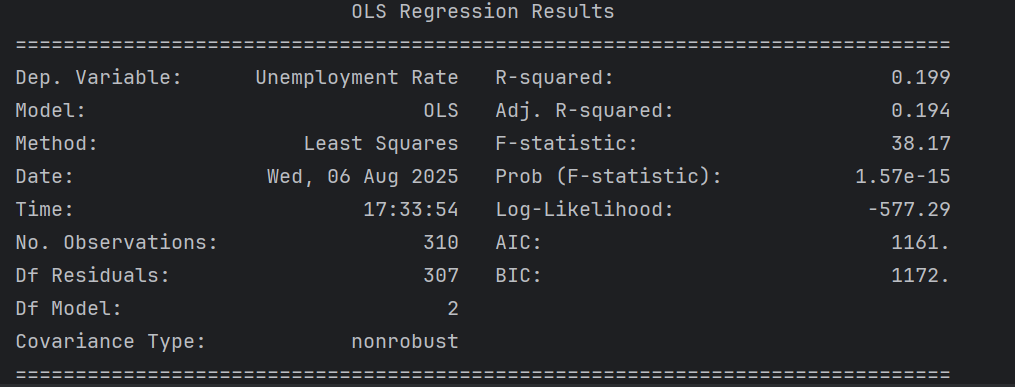 OLS Regression Results
==============================================================================
Dep. Variable: Unemployment Rate R-squared: 0.199
Model: OLS Adj. R-squared: 0.194
Method: Least Squares F-statistic: 38.17
Date: Wed, 06 Aug 2025 Prob (F-statistic): 1.57e-15
Time: 17:33:54 Log-Likelihood: -577.29
No. Observations: 310 AIC: 1161.
Df Residuals: 307 BIC: 1172.
Df Model: 2
Covariance Type: nonrobust
==============================================================================